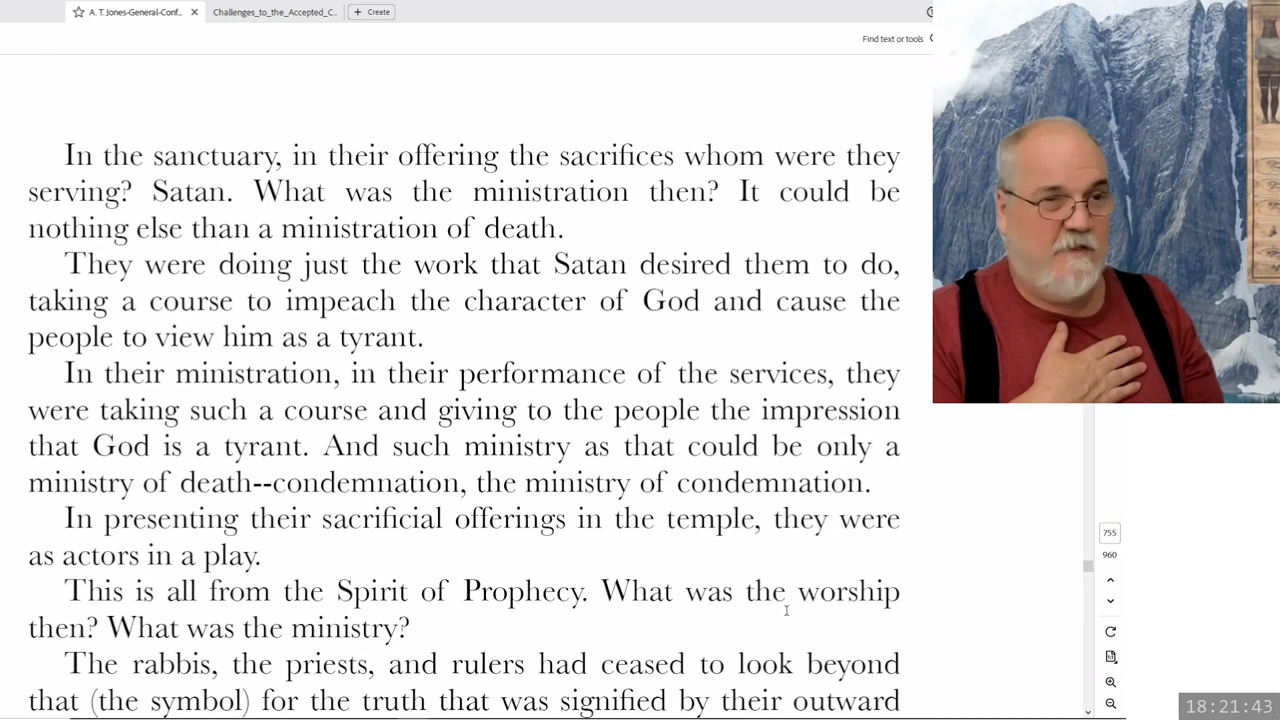 A. T. Jones-General-Conf...
Challenges_to_the_Accepted_C...
+ Create
Find text or tools
In the sanctuary, in their offering the sacrifices whom were they
serving? Satan. What was the ministration then? It could be
nothing else than a ministration of death.
They were doing just the work that Satan desired them to do,
taking a course to impeach the character of God and cause the
people to view him as a tyrant.
In their ministration, in their performance of the services, they
were taking such a course and giving to the people the impression
that God is a tyrant. And such ministry as that could be only a
ministry of death--condemnation, the ministry of condemnation.
In presenting their sacrificial offerings in the temple, they were
as actors in a play.
This is all from the Spirit of Prophecy. What was the worship
then? What was the ministry?
The rabbis, the priests, and rulers had ceased to look beyond
that (the symbol) for the truth that was signified by their outward
755
960
18:21:43